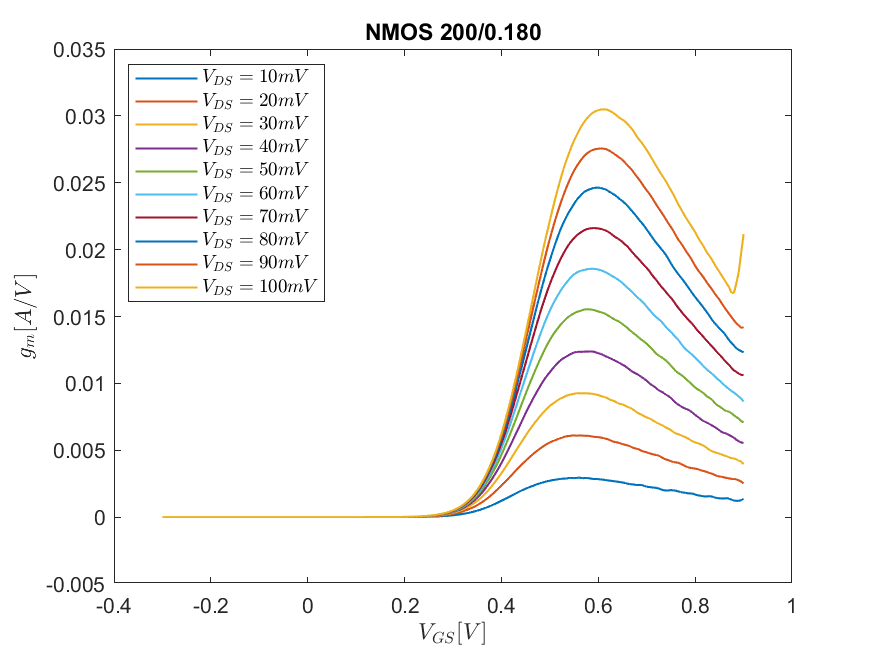 NMOS 200/0.180
0.035
0.03
0.025
0.02
0.015
0.01
0.005
0
-0.005
g_m[A/V]
V_DS = 10mV
V_DS = 20mV
V_DS = 30mV
V_DS = 40mV
V_DS = 50mV
V_DS = 60mV
V_DS = 70mV
V_DS = 80mV
V_DS = 90mV
V_DS = 100mV
-0.4 -0.2 0 0.2 0.4 0.6 0.8 1
V_GS[V]